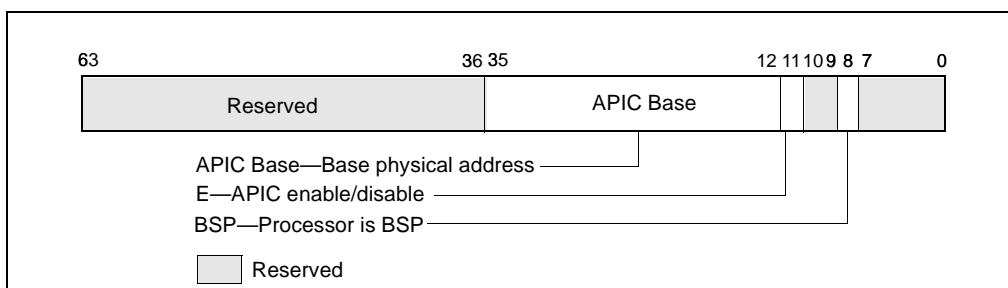 63 36 35 12 11 10 9 8 7 0
Reserved APIC Base
APIC Base—Base physical address
E—APIC enable/disable
BSP—Processor is BSP
Reserved